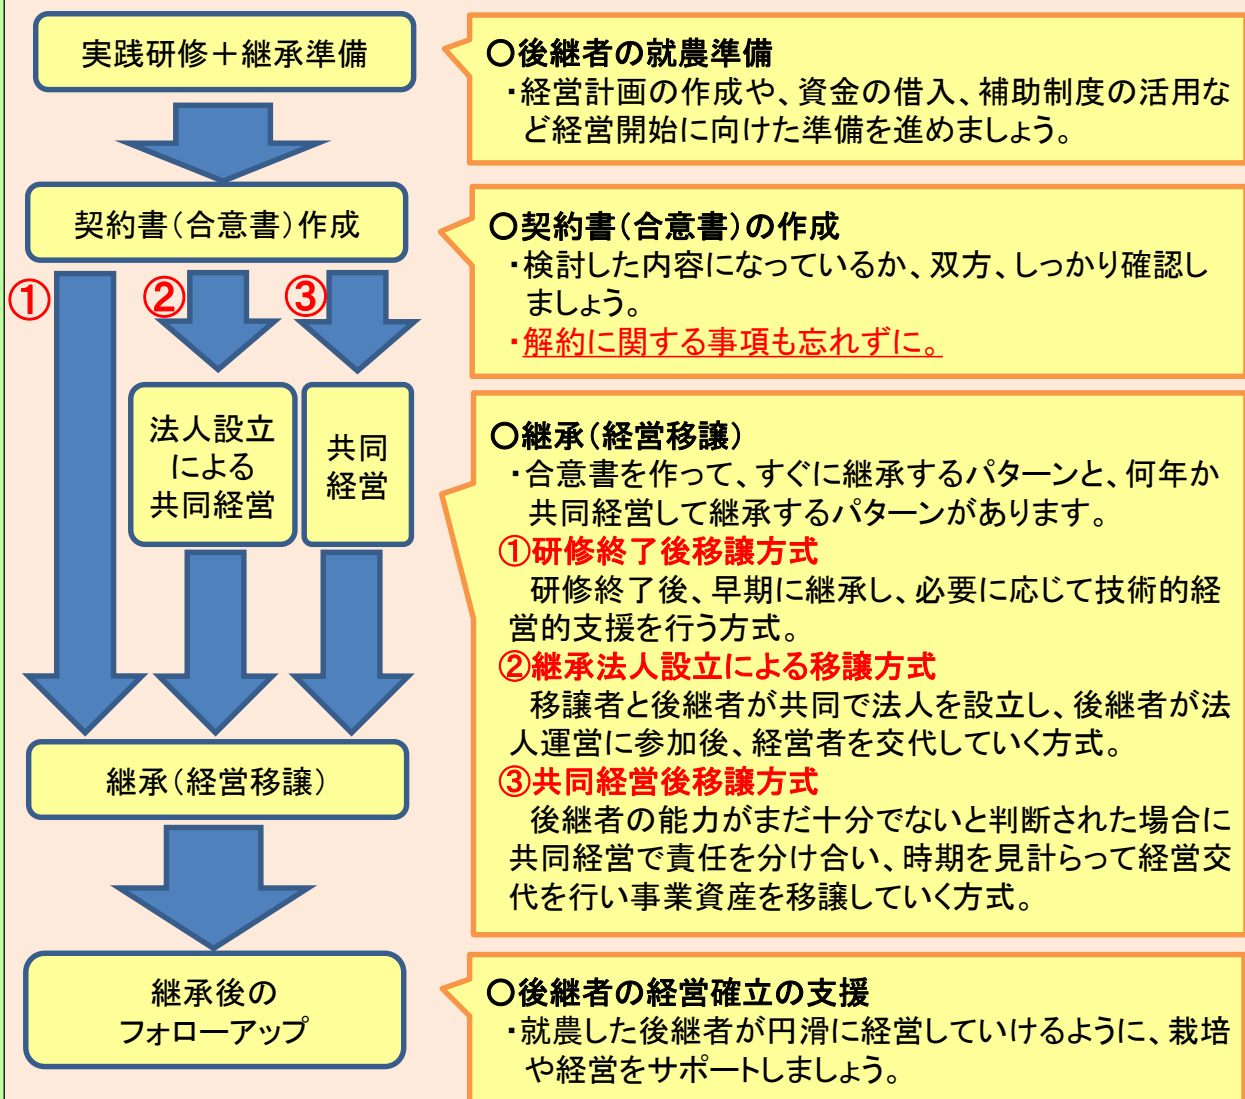 実践研修＋継承準備
○後継者の就農準備
・経営計画の作成や、資金の借入、補助制度の活用な
ど経営開始に向けた準備を進めましょう。
契約書（合意書）作成
○契約書（合意書）の作成
・検討した内容になっているか、双方、しっかり確認し
ましょう。
・解約に関する事項も忘れずに。
①
②
③
法人設立
による
共同経営
共同
経営
○継承（経営移譲）
・合意書を作って、すぐに継承するパターンと、何年か
共同経営して継承するパターンがあります。
①研修終了後移譲方式
研修終了後、早期に継承し、必要に応じて技術的経
営的支援を行う方式。
②継承法人設立による移譲方式
移譲者と後継者が共同で法人を設立し、後継者が法
人運営に参加後、経営者を交代していく方式。
③共同経営後移譲方式
後継者の能力がまだ十分でないと判断された場合に
共同経営で責任を分け合い、時期を見計らって経営交
代を行い事業資産を移譲していく方式。
継承（経営移譲）
継承後の
フォローアップ
○後継者の経営確立の支援
・就農した後継者が円滑に経営していけるように、栽培
や経営をサポートしましょう。